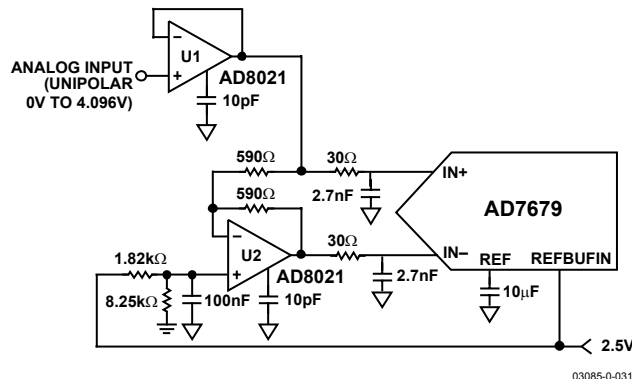 U1
ANALOG INPUT
(UNIPOLAR
0V TO 4.096V)
AD8021
10pF
590Ω
30Ω
IN+
2.7nF
590Ω
AD7679
U2
30Ω
IN–
1.82kΩ
AD8021
REF
REFBUFIN
2.7nF
8.25kΩ
100nF
10pF
10μF
2.5V
03085-0-031